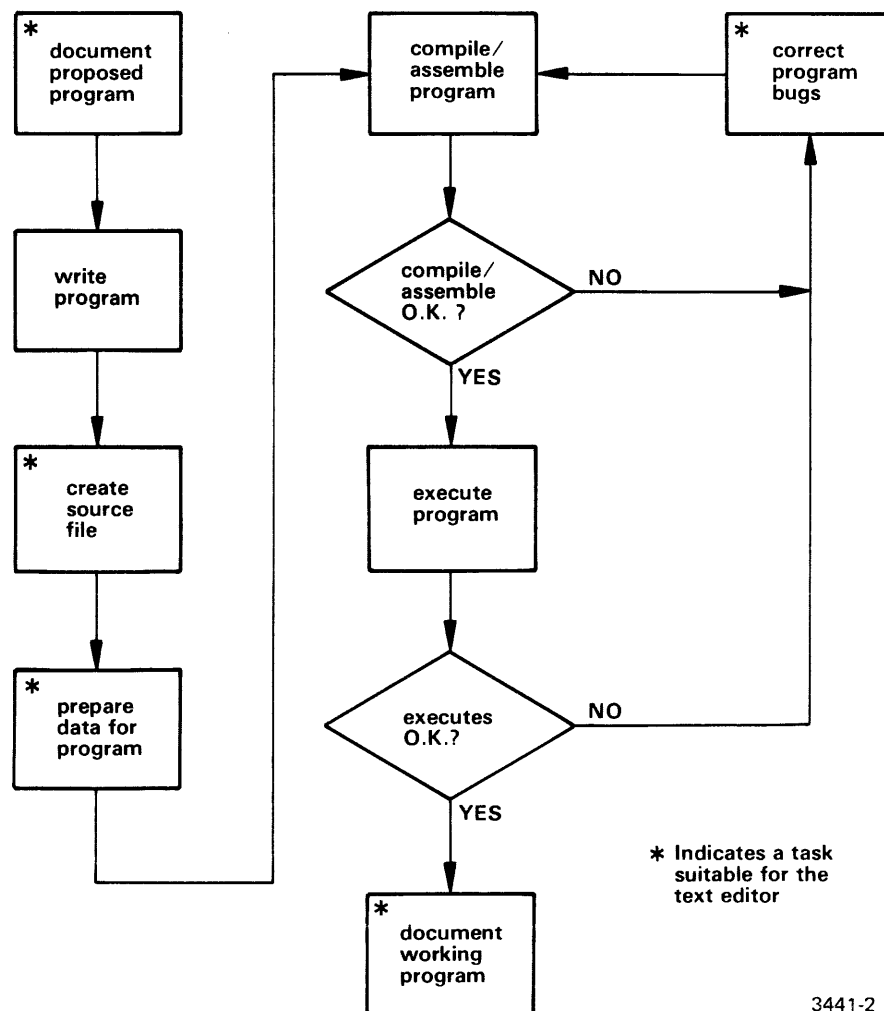 *
document
proposed
program
write
program
*
create
source
file
*
prepare
data for
program
compile/
assemble
program
compile/
assemble
O.K. ?
NO
YES
execute
program
executes
O.K.?
NO
YES
*
document
working
program
*
correct
program
bugs
* Indicates a task
suitable for the
text editor
3441-2